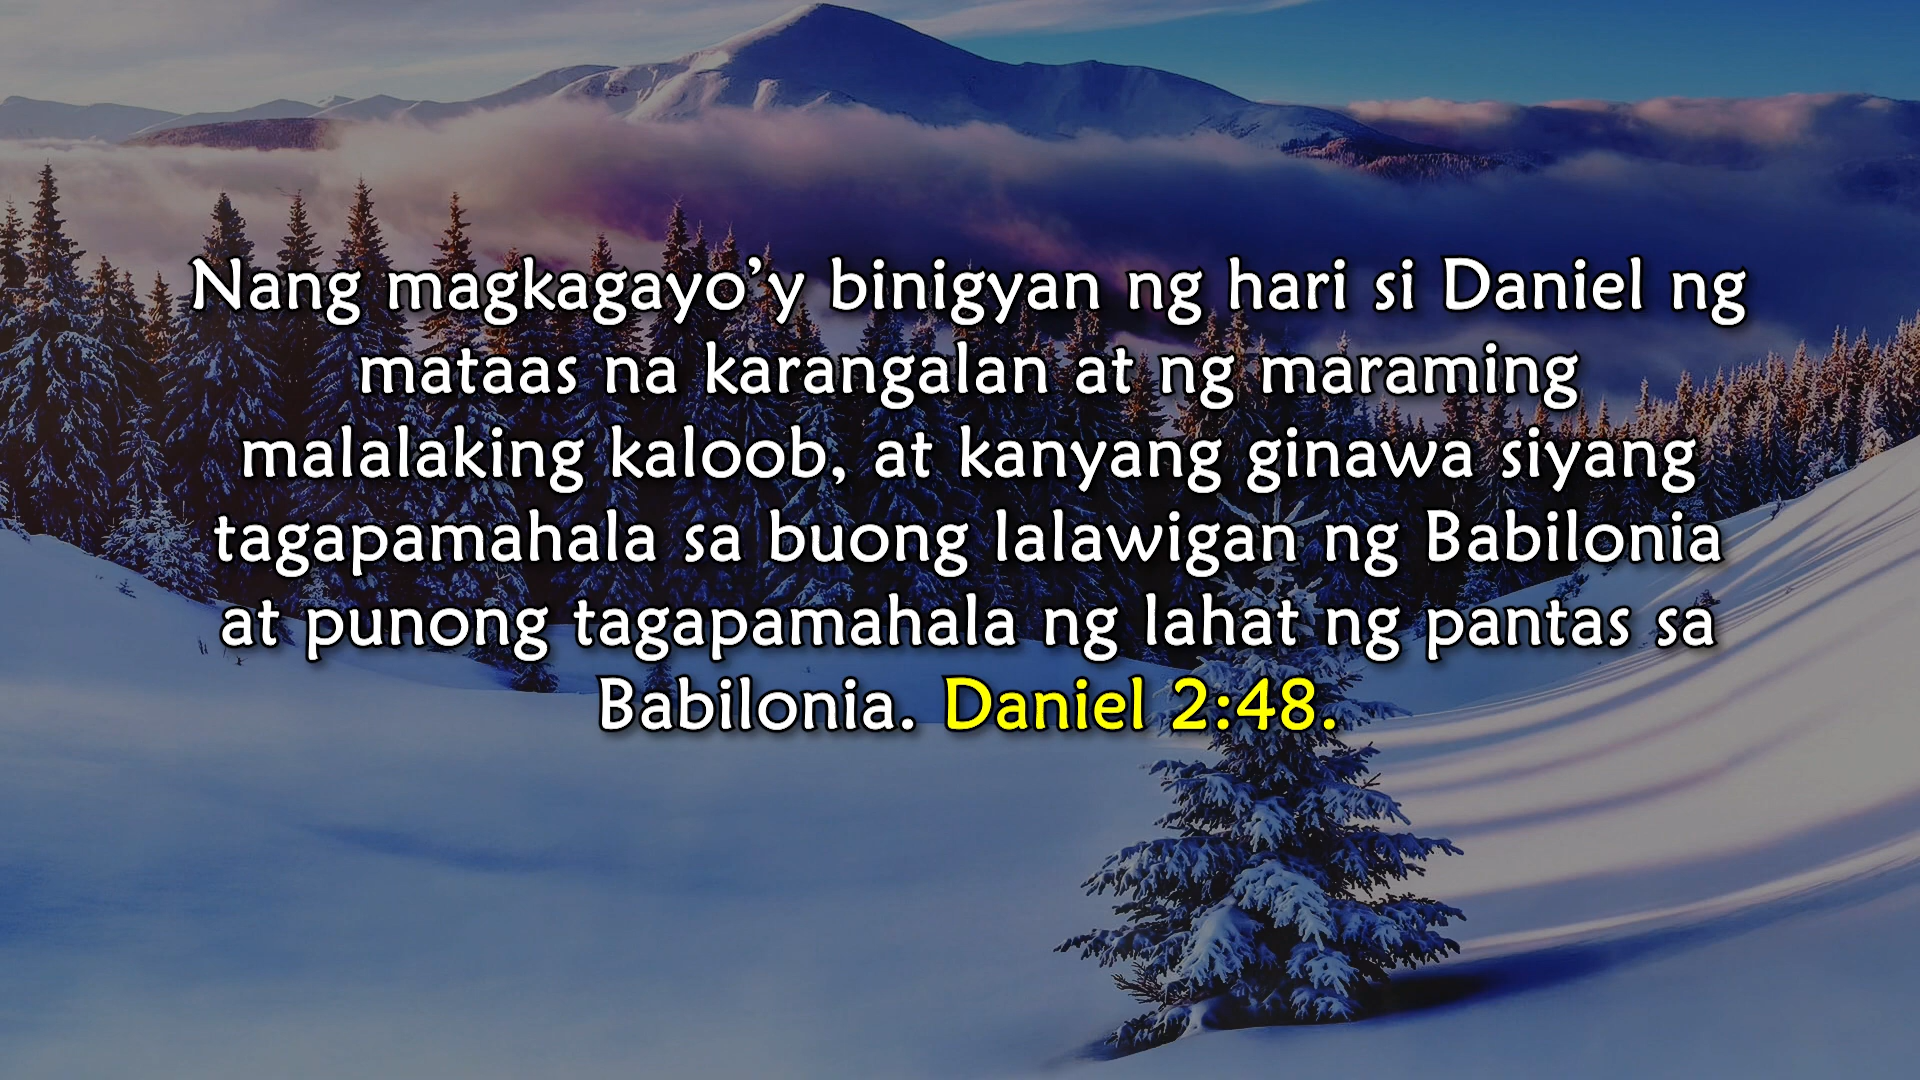 Nang magkagayo’y binigyan ng hari si Daniel ng
mataas na karangalan at ng maraming
malalaking kaloob, at kanyang ginawa siyang
tagapamahala sa buong lalawigan ng Babilonia
at punong tagapamahala ng lahat ng pantas sa
Babilonia. Daniel 2:48.